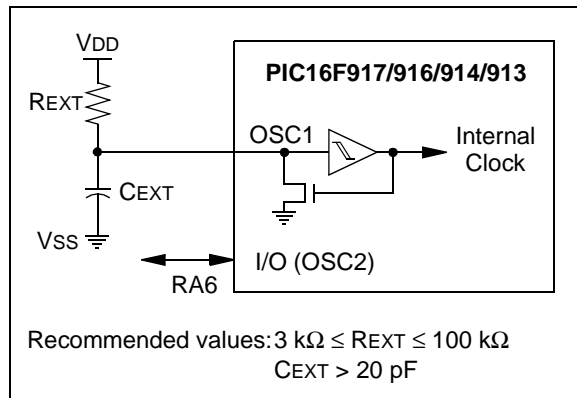 VDD
PIC16F917/916/914/913
REXT
OSC1
Internal
Clock
CEXT
VSS
I/O (OSC2)
RA6
Recommended values: 3 kΩ ≤ REXT ≤ 100 kΩ
CEXT > 20 pF